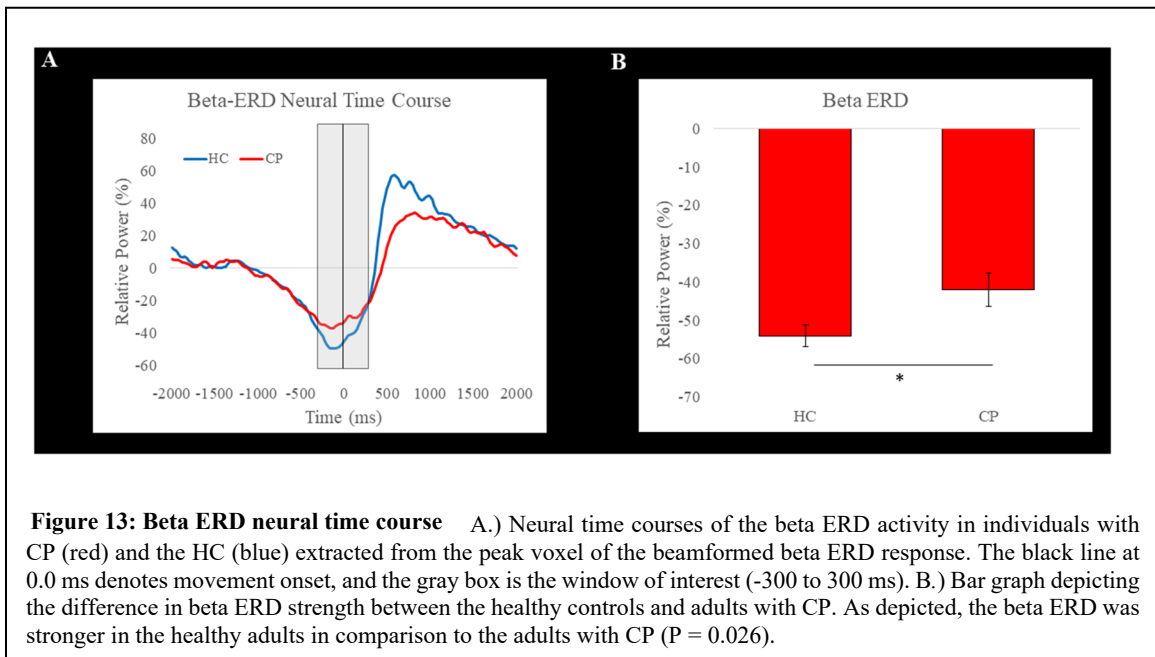 A
Beta-ERD Neural Time Course
80
60
40
20
0
-20
-40
-60
Relative Power (%)
HC
CP
-2000 -1500 -1000 -500 0 500 1000 1500 2000
Time (ms)
B
Beta ERD
0
-10
-20
-30
-40
-50
-60
-70
Relative Power (%)
*
HC CP
Figure 13: Beta ERD neural time course A.) Neural time courses of the beta ERD activity in individuals with
CP (red) and the HC (blue) extracted from the peak voxel of the beamformed beta ERD response. The black line at
0.0 ms denotes movement onset, and the gray box is the window of interest (-300 to 300 ms). B.) Bar graph depicting
the difference in beta ERD strength between the healthy controls and adults with CP. As depicted, the beta ERD was
stronger in the healthy adults in comparison to the adults with CP (P = 0.026).